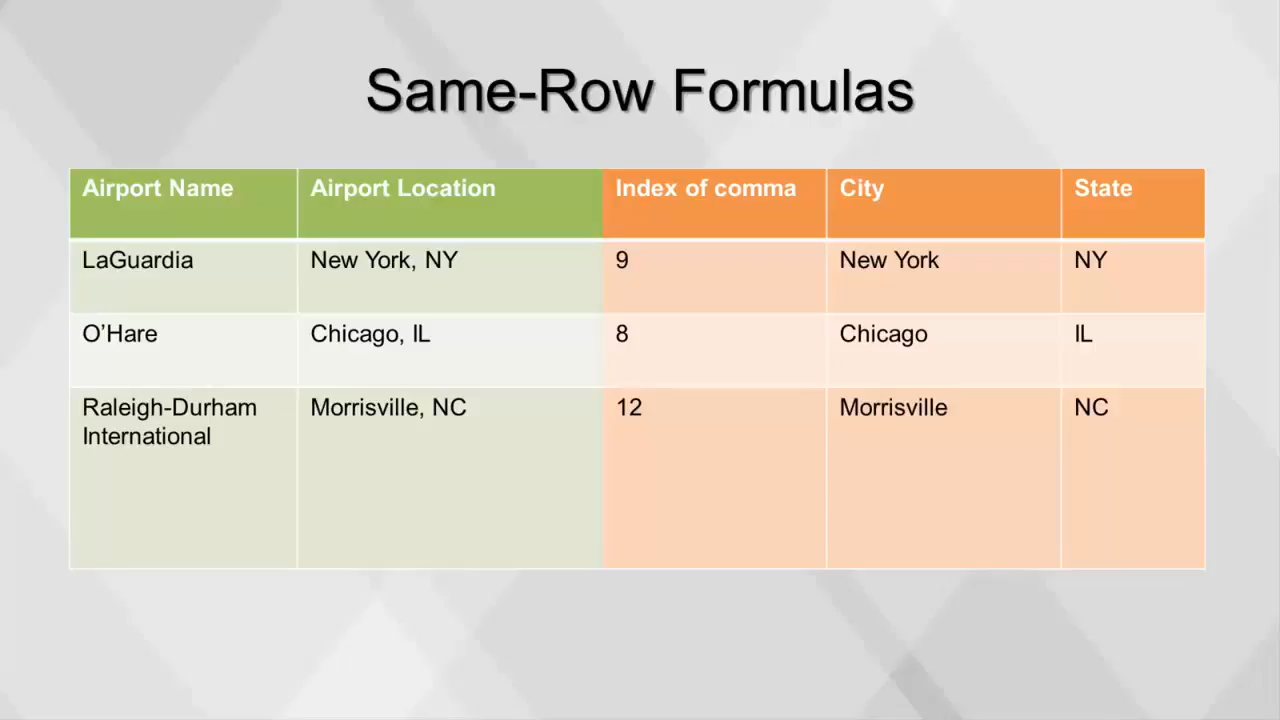 Same-Row Formulas
Airport Name Airport Location Index of comma City State
LaGuardia New York, NY 9 New York NY
O’Hare Chicago, IL 8 Chicago IL
Raleigh-Durham Morrisville, NC 12 Morrisville NC
International